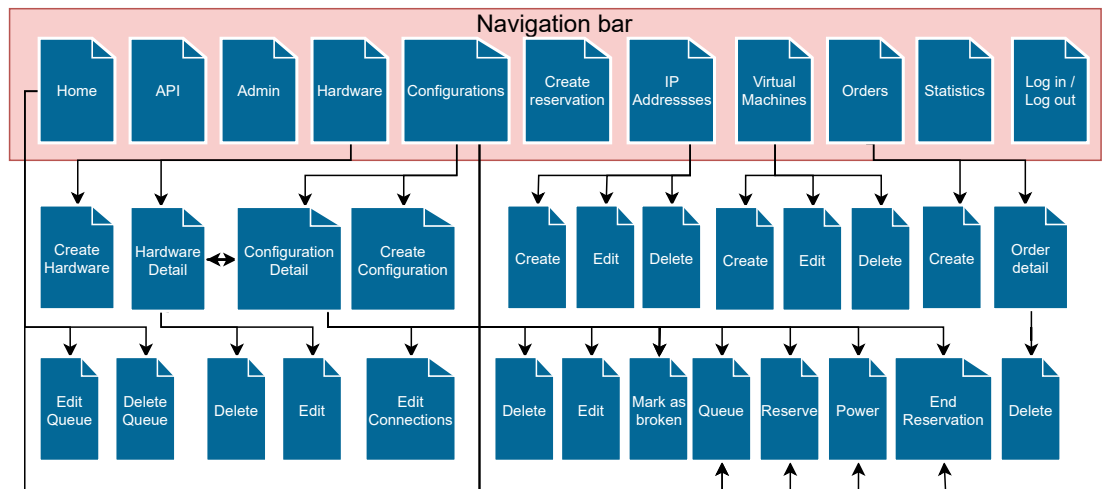 Navigation bar
Home
API
Admin
Hardware
Configurations
Create
reservation
IP
Addressses
Virtual
Machines
Orders
Statistics
Log in /
Log out
Create
Hardware
Hardware
Detail
Configuration
Detail
Create
Configuration
Create
Edit
Delete
Create
Edit
Delete
Create
Order
detail
Edit
Queue
Delete
Queue
Delete
Edit
Edit
Connections
Delete
Edit
Mark as
broken
Queue
Reserve
Power
End
Reservation
Delete